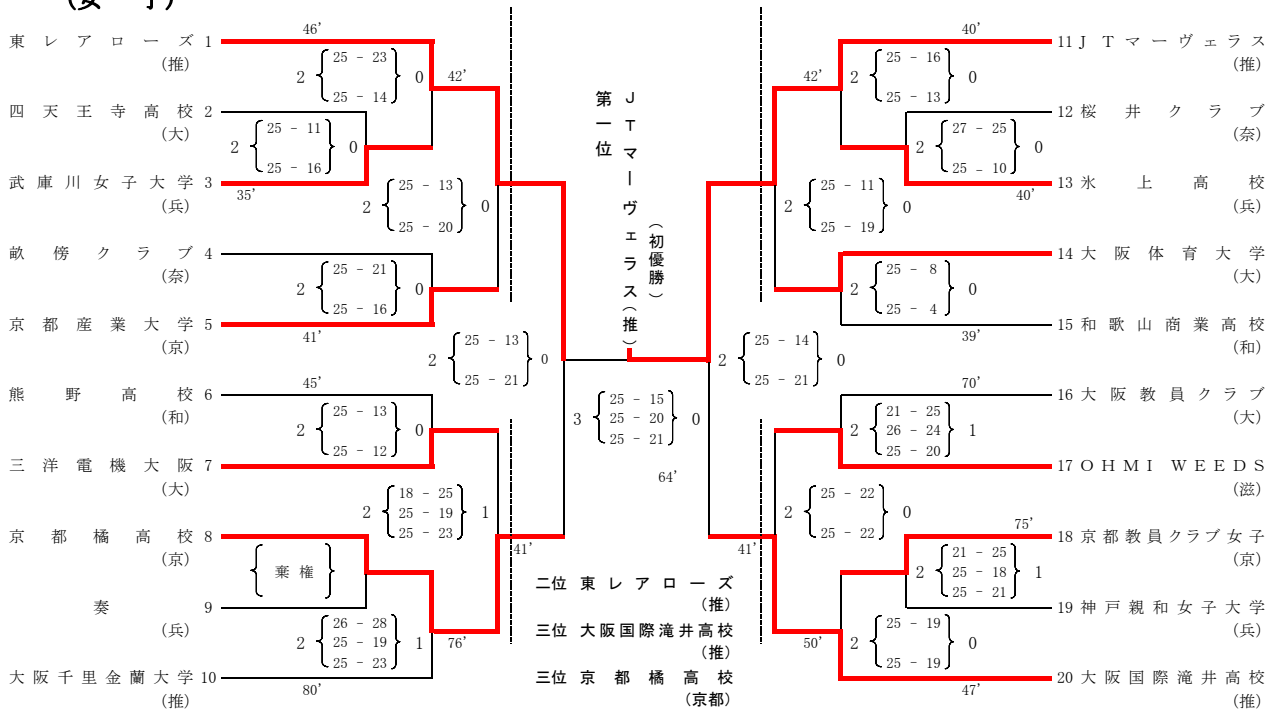 (女 子)
東レアローズ 1
(推)
46’
25 － 23
2 0
25 － 14
42’
四天王寺高校 2
(大)
25 － 11
2 0
25 － 16
武庫川女子大学 3
(兵)
35’
25 － 13
2 0
25 － 20
畝傍クラブ 4
(奈)
25 － 21
2 0
25 － 16
京都産業大学 5
(京)
41’
25 － 13
2 0
25 － 21
熊野高校 6
(和)
45’
25 － 13
2 0
25 － 12
三洋電機大阪 7
(大)
18 － 25
2 25 － 19 1
25 － 23
京都橘高校 8
(京)
41’
棄権
奏 9
(兵)
26 － 28
2 25 － 19 1
25 － 23
76’
大阪千里金蘭大学 10
(推)
80’
第一位
JTマーヴェラス(推)
(初優勝)
25 － 15
3 25 － 20 0
25 － 21
64’
二位 東レアローズ
(推)
三位 大阪国際滝井高校
(推)
三位 京都橘高校
(京都)
40’
11 JTマーヴェラス
(推)
42’
25 － 16
2 0
25 － 13
12 桜井クラブ
(奈)
27 － 25
2 0
25 － 10
13 氷上高校
(兵)
40’
25 － 11
2 0
25 － 19
14 大阪体育大学
(大)
25 － 8
2 0
25 － 4
15 和歌山商業高校
(和)
39’
25 － 14
2 0
25 － 21
70’
16 大阪教員クラブ
(大)
21 － 25
2 26 － 24 1
25 － 20
17 OHMI WEEDS
(滋)
25 － 22
2 0
25 － 22
75’
18 京都教員クラブ女子
(京)
41’
21 － 25
2 25 － 18 1
25 － 21
19 神戸親和女子大学
(兵)
25 － 19
2 0
25 － 19
50’
20 大阪国際滝井高校
(推)
47’